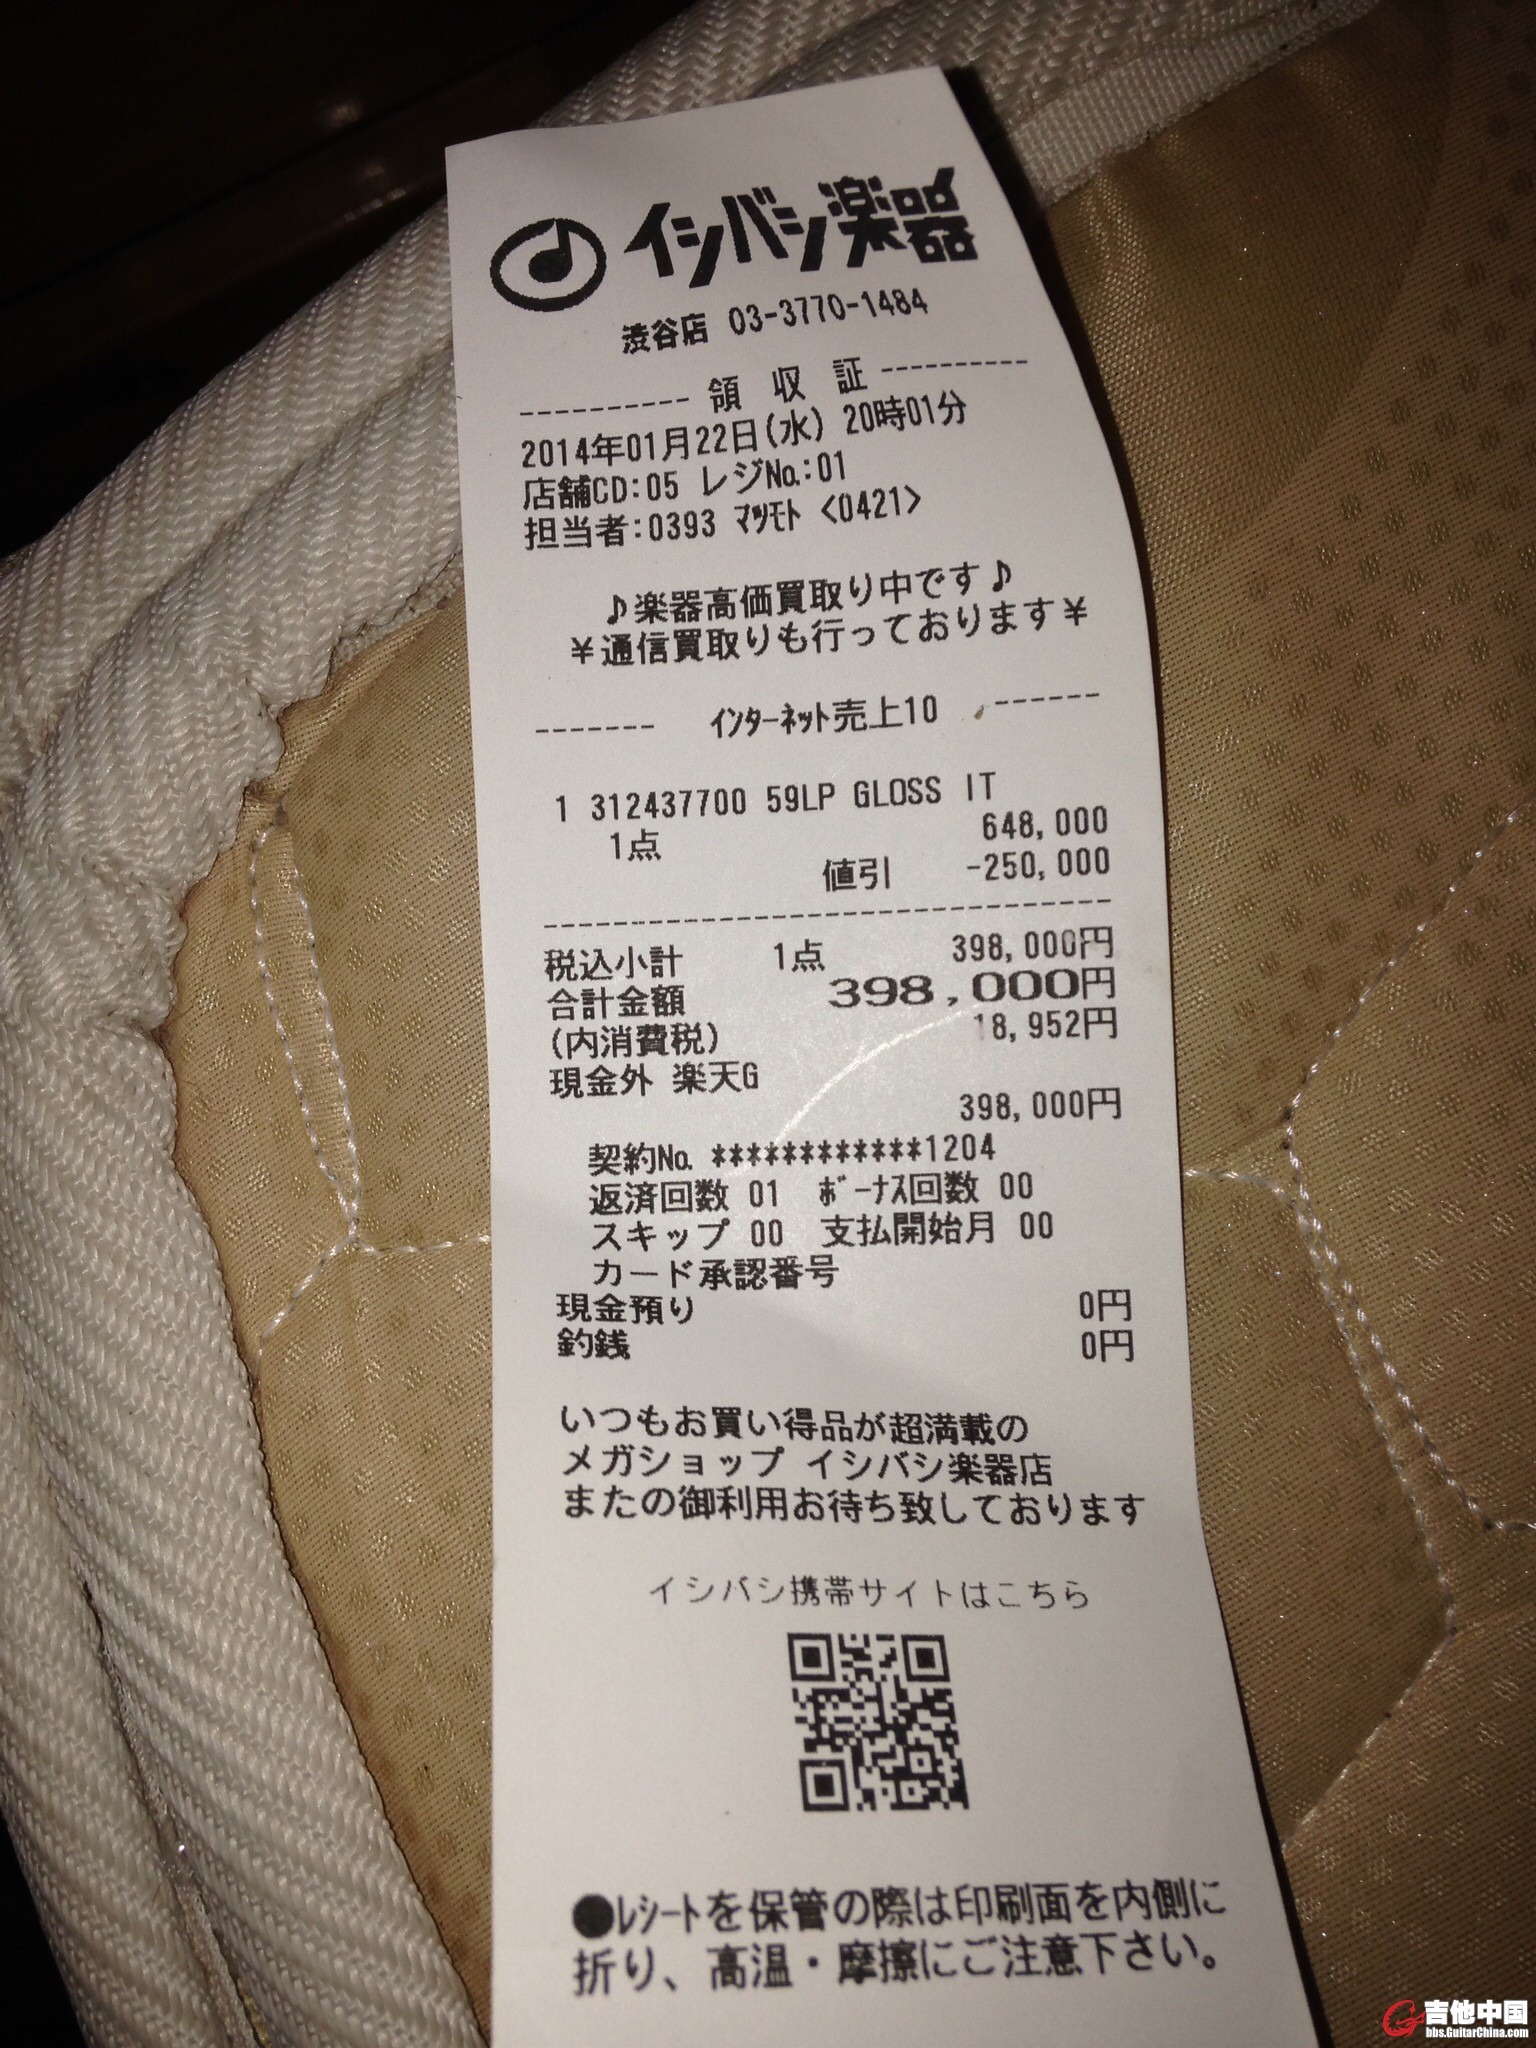 イシバシ楽器
渋谷店 03-3770-1484
---------- 領 収 証 ----------
2014年01月22日(水) 20時01分
店舗CD:05 レジNo.:01
担当者:0393 ﾏﾂﾓﾄ <0421>
♪楽器高価買取り中です♪
￥通信買取りも行っております￥
------- ｲﾝﾀｰﾈｯﾄ売上10 ------
1 312437700 59LP GLOSS IT
1点 648,000
値引 -250,000
--------------------------------
税込小計 1点 398,000円
合計金額 398,000円
(内消費税) 18,952円
現金外 楽天G
398,000円
契約No. ************1204
返済回数 01 ﾎﾞｰﾅｽ回数 00
スキップ 00 支払開始月 00
カード承認番号
現金預り 0円
釣銭 0円
いつもお買い得品が超満載の
メガショップ イシバシ楽器店
またの御利用お待ち致しております
イシバシ携帯サイトはこちら
●ﾚｼｰﾄを保管の際は印刷面を内側に
折り、高温・摩擦にご注意下さい。
吉他中国
bbs.GuitarChina.com